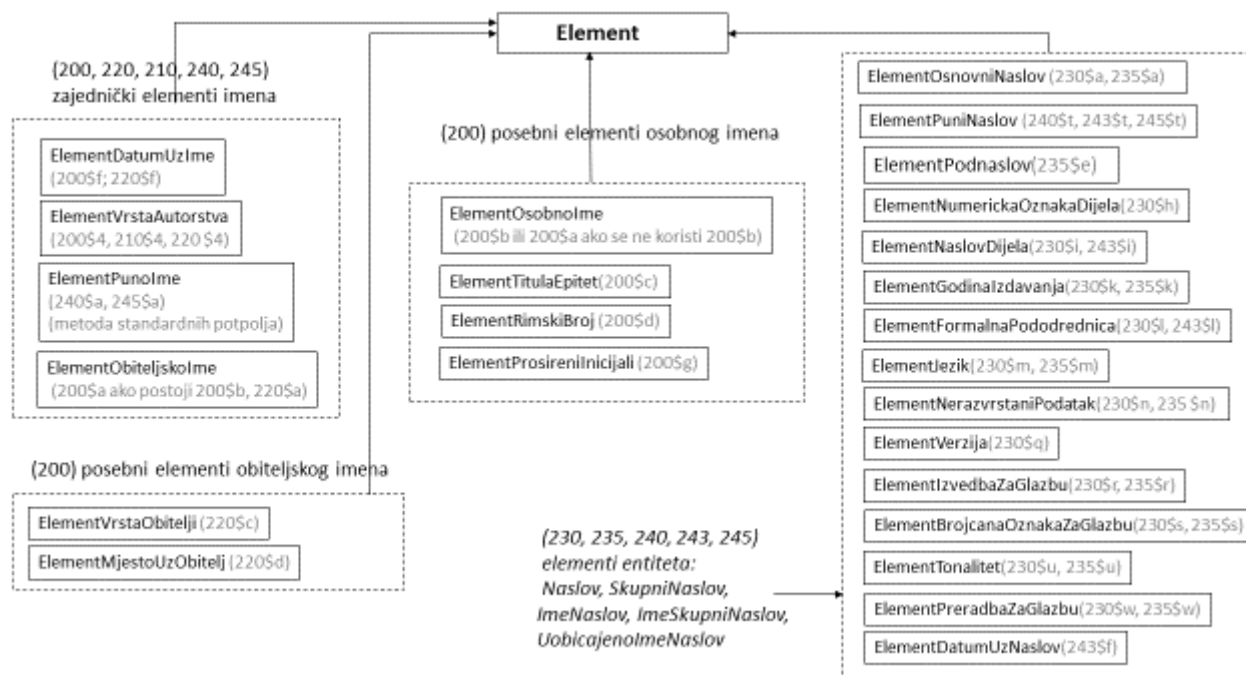 Element
(200, 220, 210, 240, 245)
zajednički elementi imena
ElementDatumUzIme
(200$f; 220$f)
ElementVrstaAutorstva
(200$4, 210$4, 220 $4)
ElementPunoIme
(240$a, 245$a)
(metoda standardnih potpolja)
ElementObiteljskoIme
(200$a ako postoji 200$b, 220$a)
(200) posebni elementi obiteljskog imena
ElementVrstaObitelji (220$c)
ElementMjestoUzObitelj (220$d)
(200) posebni elementi osobnog imena
ElementOsobnoIme
(200$b ili 200$a ako se ne koristi 200$b)
ElementTitulaEpitet(200$c)
ElementRimskiBroj (200$d)
ElementProsireniInicijali (200$g)
(230, 235, 240, 243, 245)
elementi entiteta:
Naslov, SkupniNaslov,
ImeNaslov, ImeSkupniNaslov,
UobicajenoImeNaslov
ElementOsnovniNaslov (230$a, 235$a)
ElementPuniNaslov (240$t, 243$t, 245$t)
ElementPodnaslov(235$e)
ElementNumerickaOznakaDijela(230$h)
ElementNaslovDijela (230$i, 243$i)
ElementGodinaIzdavanja(230$k, 235$k)
ElementFormalnaPododrednica (230$l, 243$l)
ElementJezik (230$m, 235$m)
ElementNerazvrstaniPodatak(230$n, 235 $n)
ElementVerzija(230$q)
ElementIzvedbaZaGlazbu(230$r, 235$r)
ElementBrojcanaOznakaZaGlazbu(230$s, 235$s)
ElementTonalitet (230$u, 235$u)
ElementPreradbaZaGlazbu(230$w, 235$w)
ElementDatumUzNaslov(243$f)